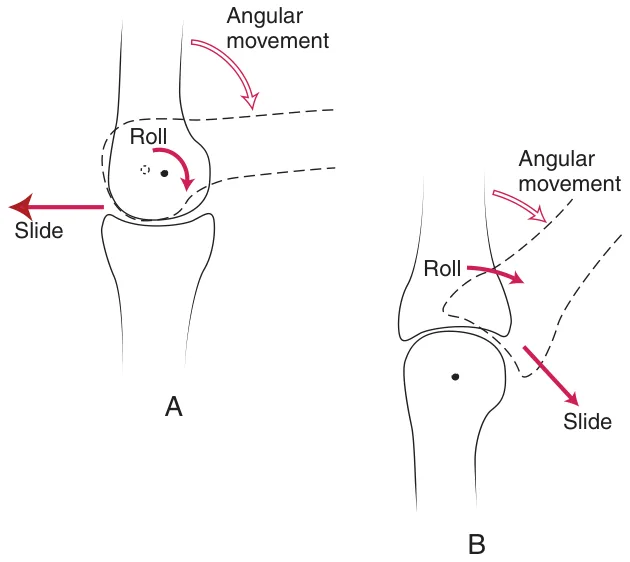 Angular
movement
Roll
Slide
A
Angular
movement
Roll
Slide
B